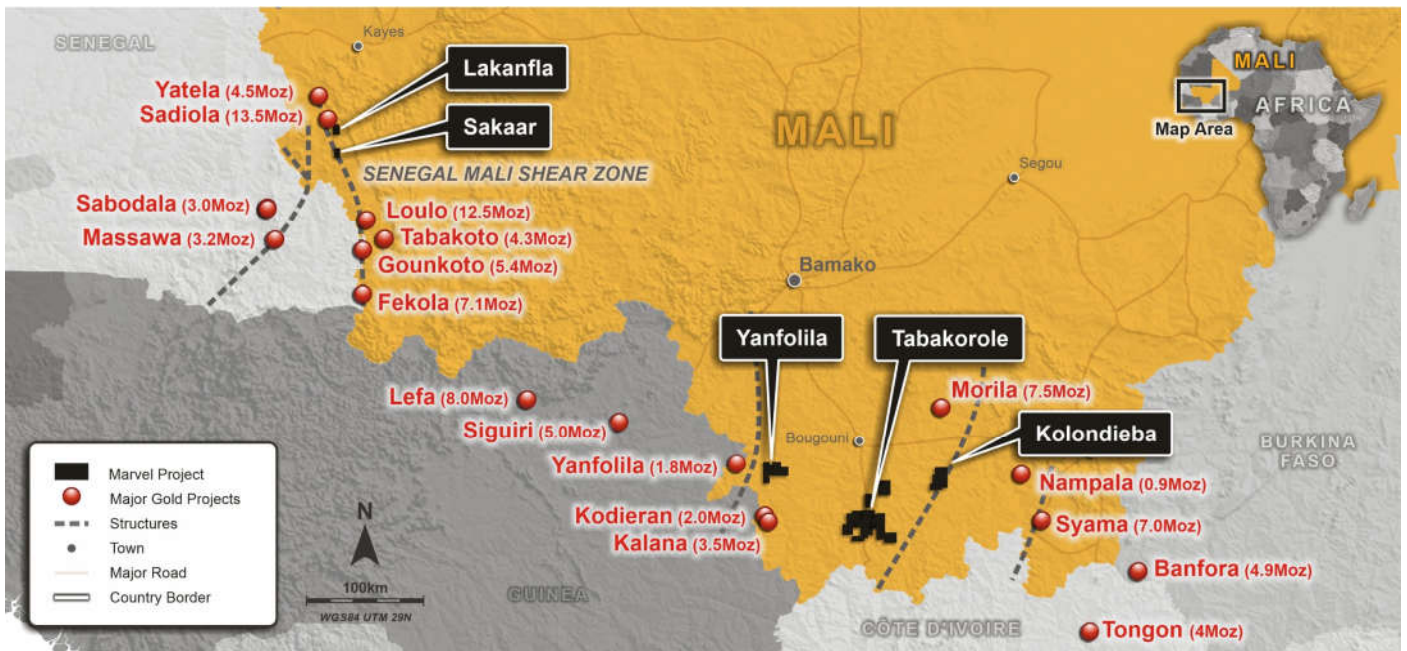 SENEGAL
Kayes
Lakanfla
MALI
AFRICA
Map Area
Yatela (4.5Moz)
Sadiola (13.5Moz)
Sakaar
MALI
Segou
SENEGAL MALI SHEAR ZONE
Sabodala (3.0Moz)
Massawa (3.2Moz)
Loulo (12.5Moz)
Tabakoto (4.3Moz)
Gounkoto (5.4Moz)
Fekola (7.1Moz)
Bamako
Yanfolila
Tabakorole
Lefa (8.0Moz)
Siguiri (5.0Moz)
Morila (7.5Moz)
Bougouni
Kolondieba
BURKINA
FASO
Yanfolila (1.8Moz)
Nampala (0.9Moz)
Kodieran (2.0Moz)
Kalana (3.5Moz)
Syama (7.0Moz)
Banfora (4.9Moz)
Tongon (4Moz)
GUINEA
CÔTE D'IVOIRE
Marvel Project
Major Gold Projects
Structures
Town
Major Road
Country Border
N
100km
WGS84 UTM 29N